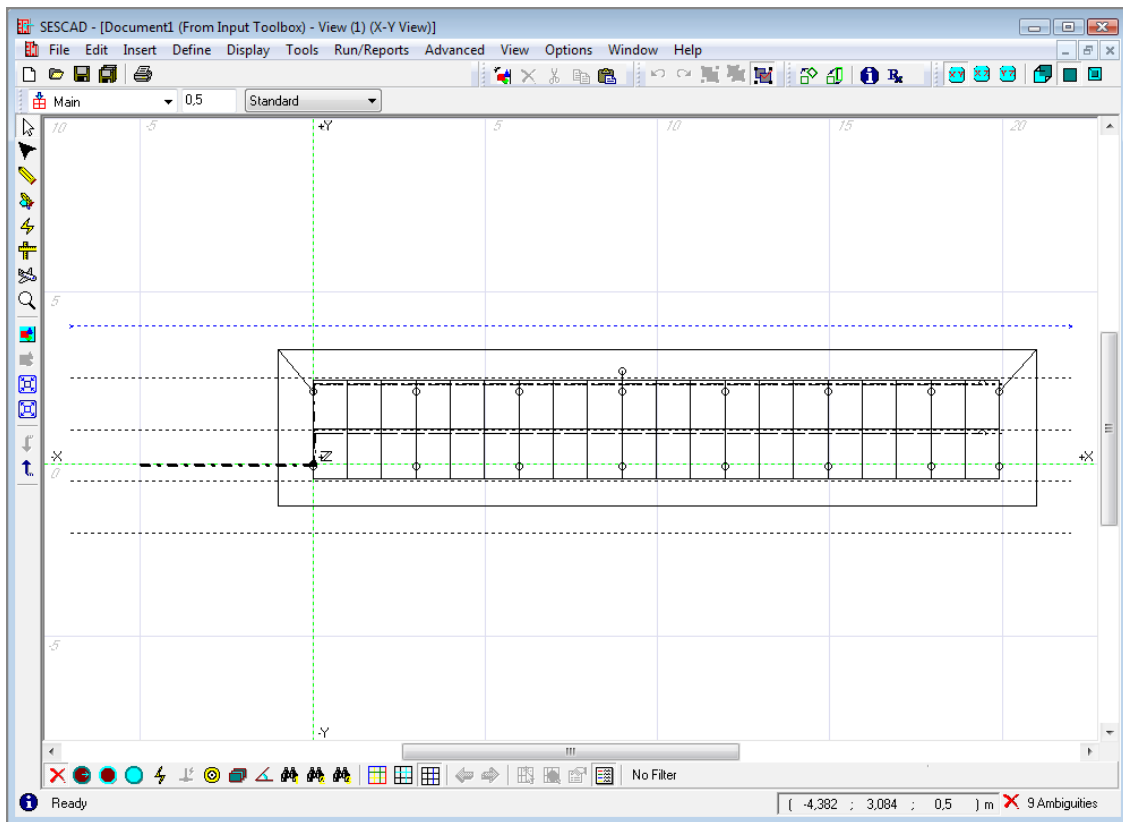 SESCAD - [Document1 (From Input Toolbox) - View (1) (X-Y View)]
File Edit Insert Define Display Tools Run/Reports Advanced View Options Window Help
Main 0,5 Standard
10 -5 +Y 5 10 15 20
5
-X +Z +X
0
-5
-Y
No Filter
Ready ( -4,382 ; 3,084 ; 0,5 ) m 9 Ambiguities